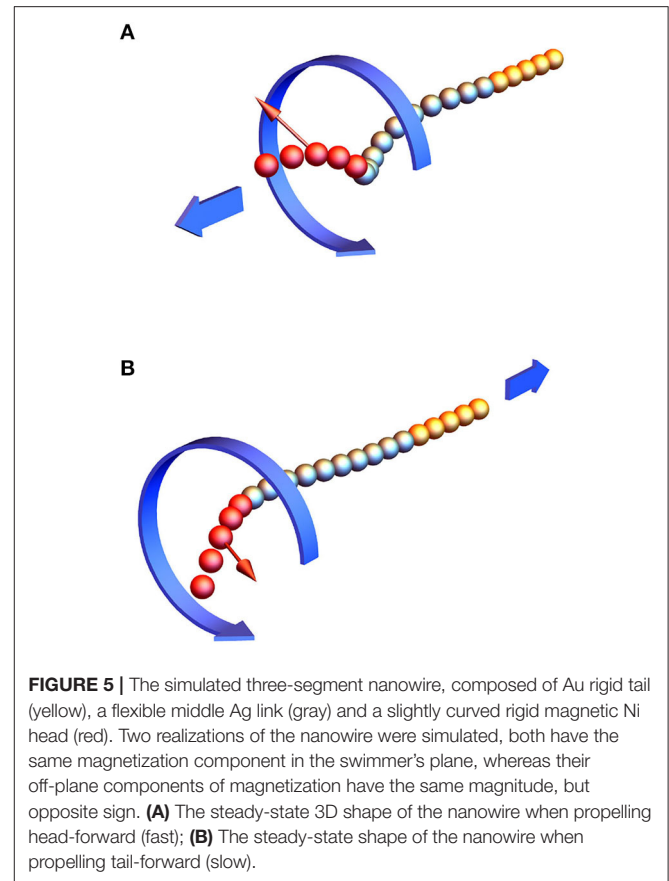 A
B
FIGURE 5 | The simulated three-segment nanowire, composed of Au rigid tail
(yellow), a flexible middle Ag link (gray) and a slightly curved rigid magnetic Ni
head (red). Two realizations of the nanowire were simulated, both have the
same magnetization component in the swimmer's plane, whereas their
off-plane components of magnetization have the same magnitude, but
opposite sign. (A) The steady-state 3D shape of the nanowire when propelling
head-forward (fast); (B) The steady-state shape of the nanowire when
propelling tail-forward (slow).